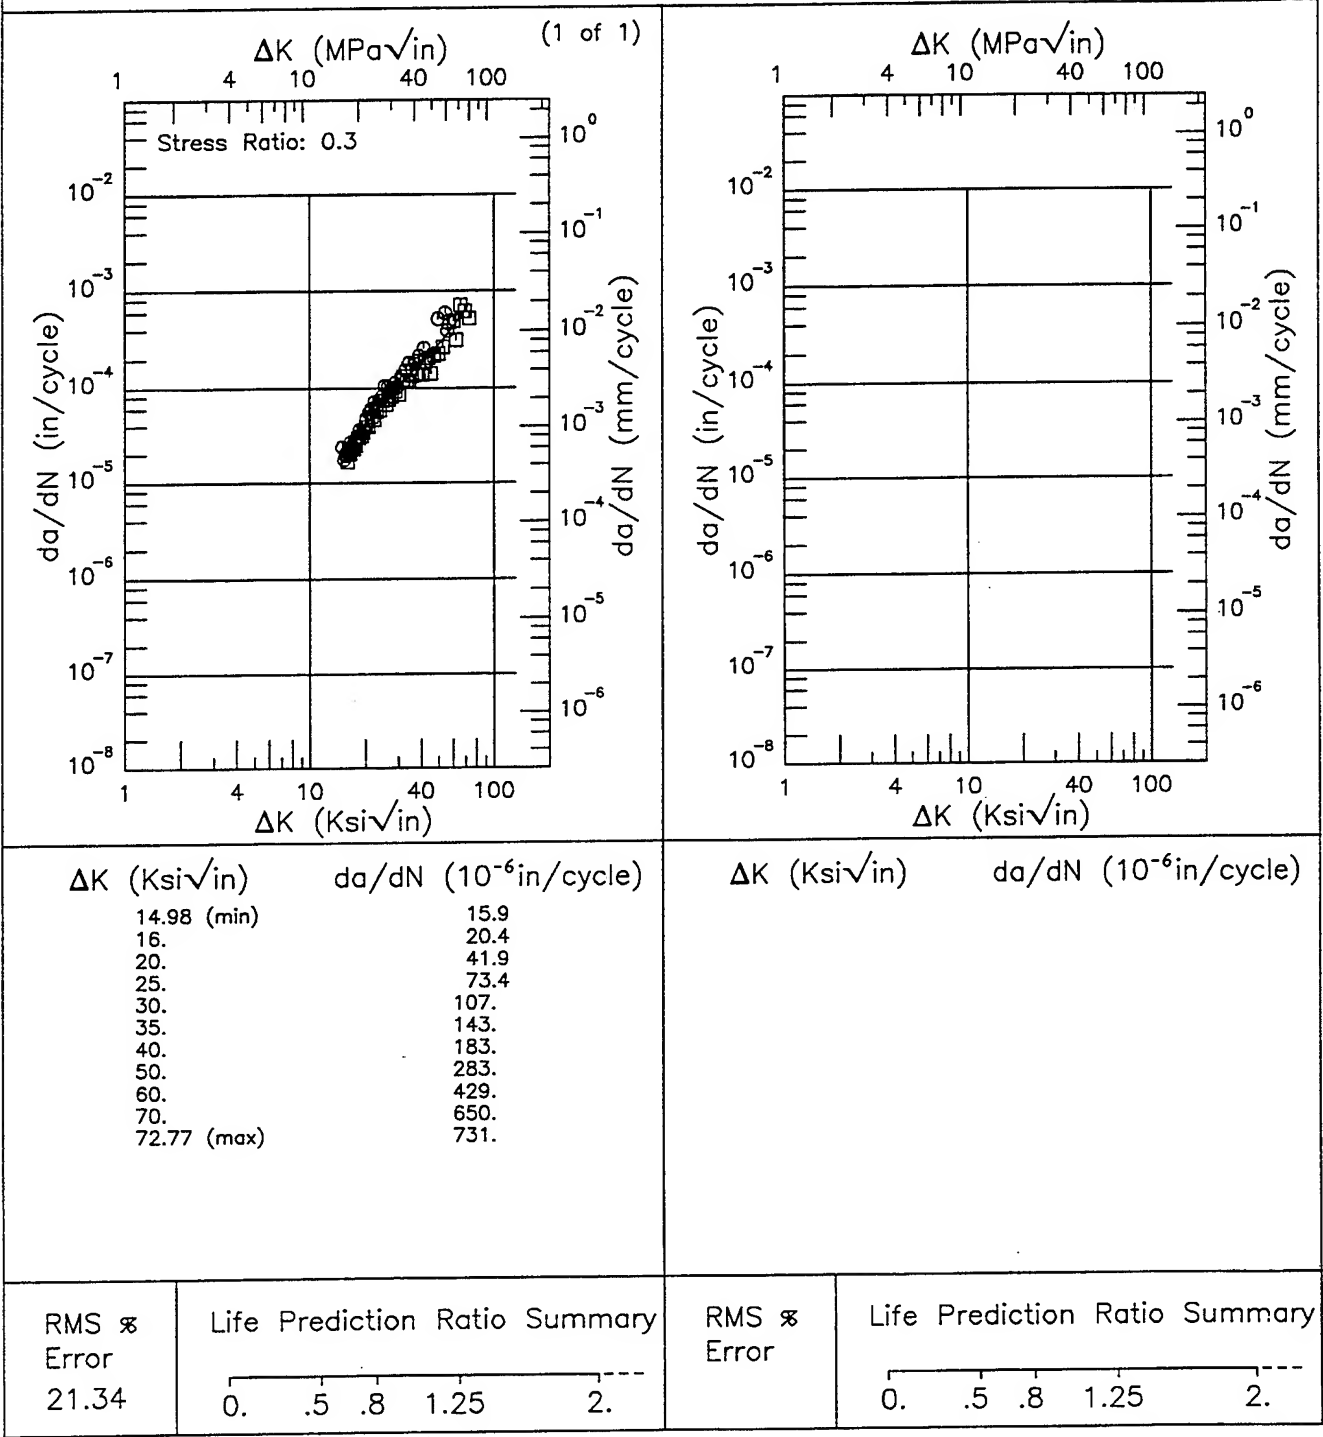 (1 of 1)
ΔK (MPa√in)
1 4 10 40 100
Stress Ratio: 0.3
10⁻²
10⁻³
10⁻⁴
10⁻⁵
10⁻⁶
10⁻⁷
10⁻⁸
da/dN (in/cycle)
10⁰
10⁻¹
10⁻²
10⁻³
10⁻⁴
10⁻⁵
10⁻⁶
da/dN (mm/cycle)
1 4 10 40 100
ΔK (Ksi√in)
ΔK (MPa√in)
1 4 10 40 100
10⁻²
10⁻³
10⁻⁴
10⁻⁵
10⁻⁶
10⁻⁷
10⁻⁸
da/dN (in/cycle)
10⁰
10⁻¹
10⁻²
10⁻³
10⁻⁴
10⁻⁵
10⁻⁶
da/dN (mm/cycle)
1 4 10 40 100
ΔK (Ksi√in)
ΔK (Ksi√in) da/dN (10⁻⁶in/cycle)
14.98 (min) 15.9
16. 20.4
20. 41.9
25. 73.4
30. 107.
35. 143.
40. 183.
50. 283.
60. 429.
70. 650.
72.77 (max) 731.
ΔK (Ksi√in) da/dN (10⁻⁶in/cycle)
RMS %
Error
21.34
Life Prediction Ratio Summary
0. .5 .8 1.25 2.
RMS %
Error
Life Prediction Ratio Summary
0. .5 .8 1.25 2.